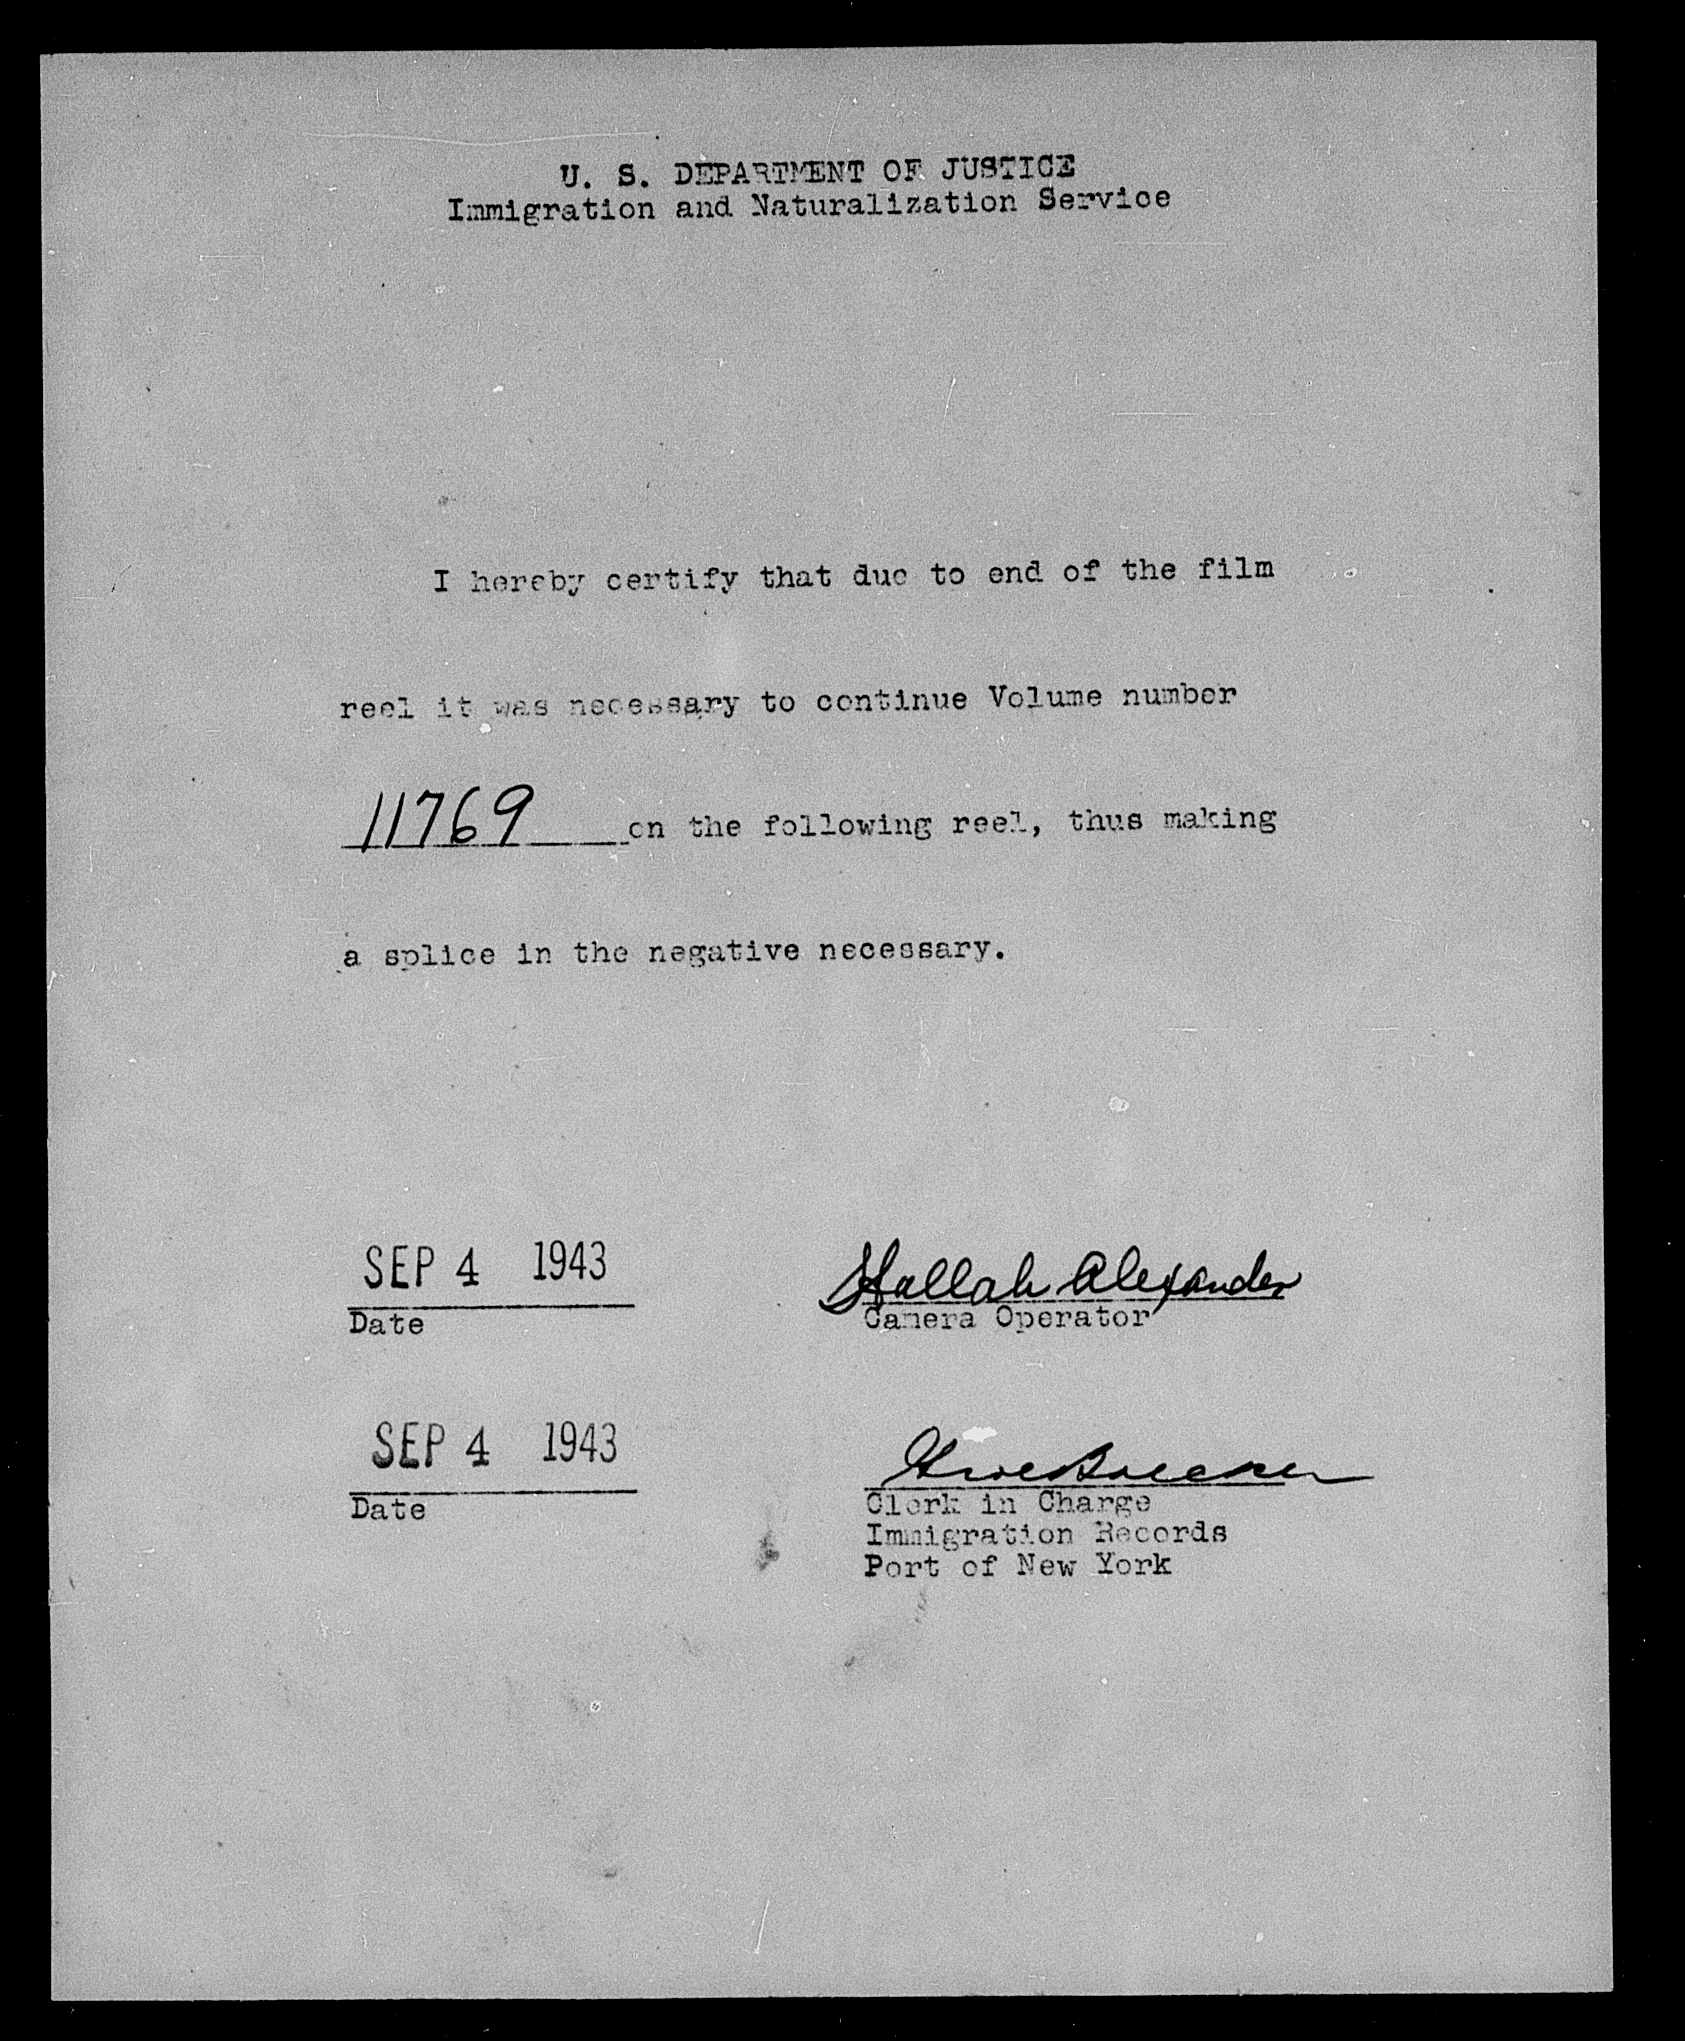 U. S. DEPARTMENT OF JUSTICE
Immigration and Naturalization Service
I hereby certify that due to end of the film
reel it was necessary to continue Volume number
11769 on the following reel, thus making
a splice in the negative necessary.
SEP 4 1943
Date
Hallah Alexander
Camera Operator
SEP 4 1943
Date
Clerk in Charge
Immigration Records
Port of New York